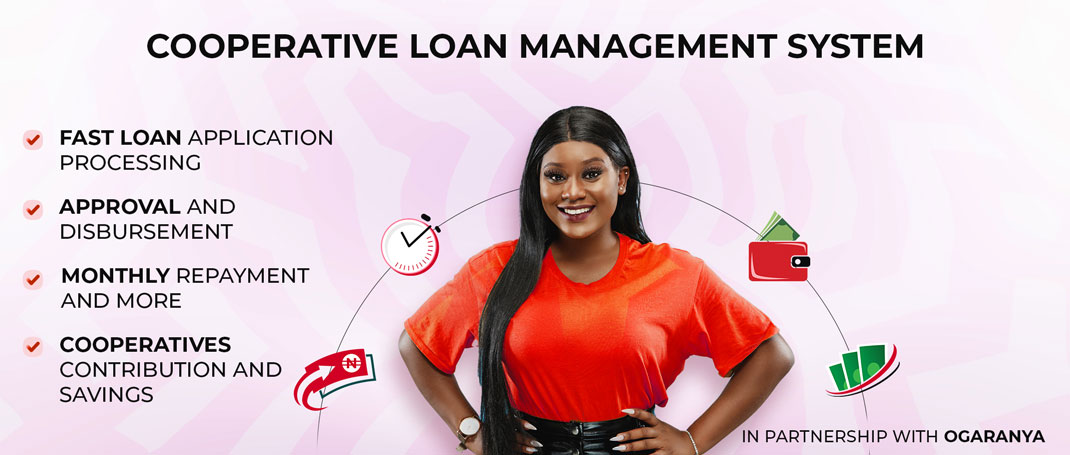 COOPERATIVE LOAN MANAGEMENT SYSTEM
FAST LOAN APPLICATION
PROCESSING
APPROVAL AND
DISBURSEMENT
MONTHLY REPAYMENT
AND MORE
COOPERATIVES
CONTRIBUTION AND
SAVINGS
₦
IN PARTNERSHIP WITH OGARANYA